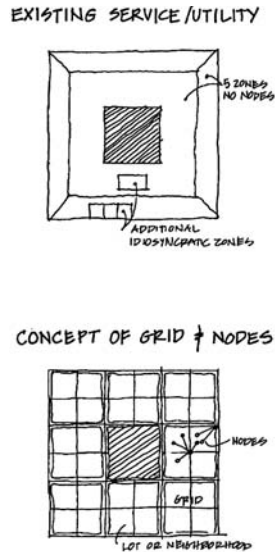 EXISTING SERVICE/UTILITY
5 ZONES
NO NODES
ADDITIONAL
IDIOSYNCRATIC ZONES
CONCEPT OF GRID & NODES
NODES
GRID
LOT OR NEIGHBORHOOD